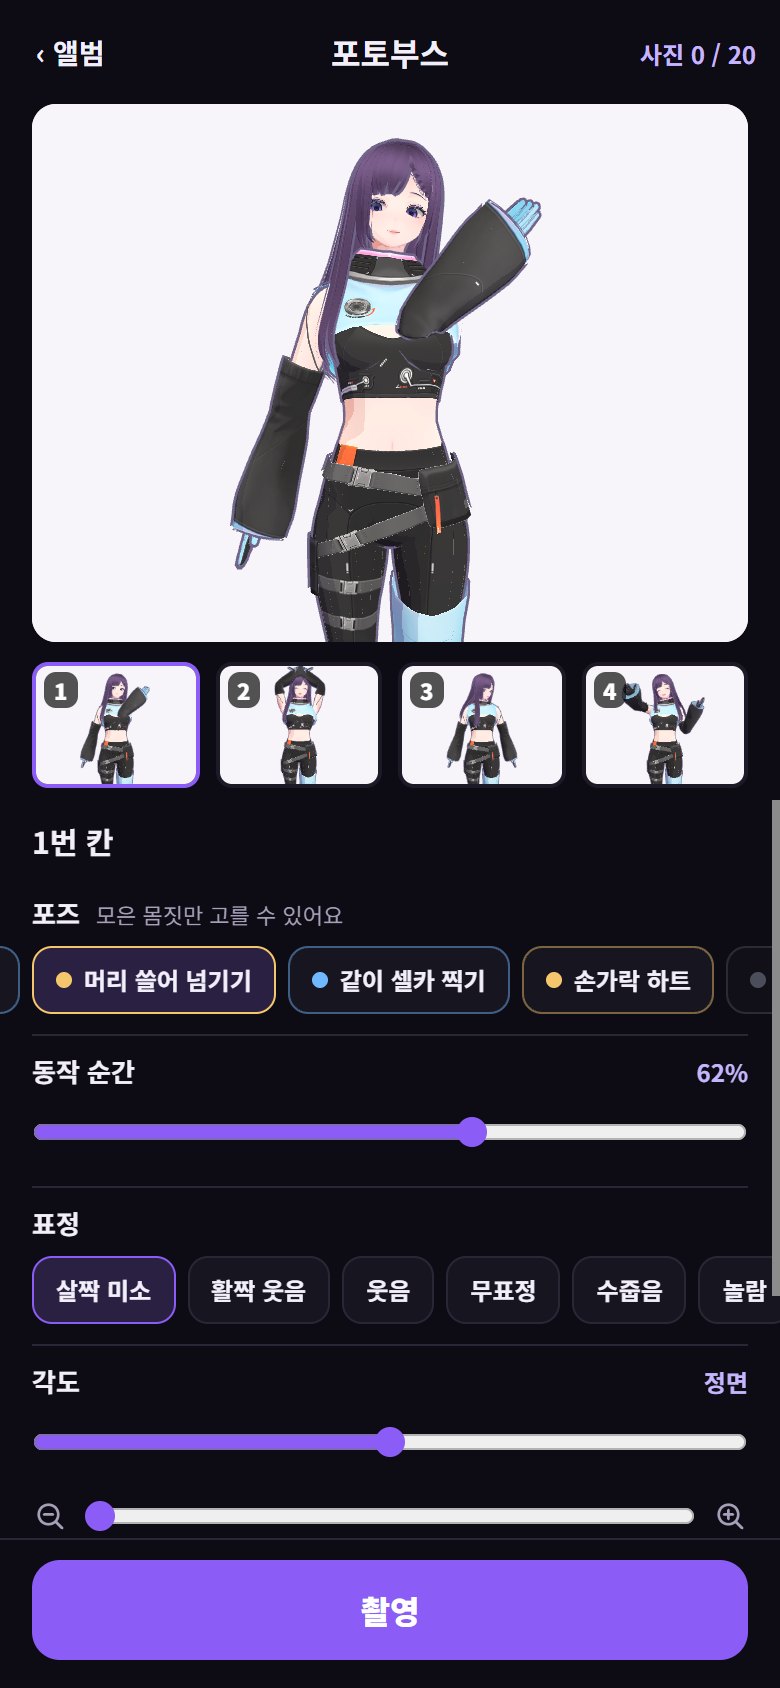 ‹ 앨범
포토부스
사진 0 / 20
1
2
3
4
1번 칸
포즈 모은 몸짓만 고를 수 있어요
머리 쓸어 넘기기
같이 셀카 찍기
손가락 하트
동작 순간
62%
표정
살짝 미소
활짝 웃음
웃음
무표정
수줍음
놀람
각도
정면
촬영